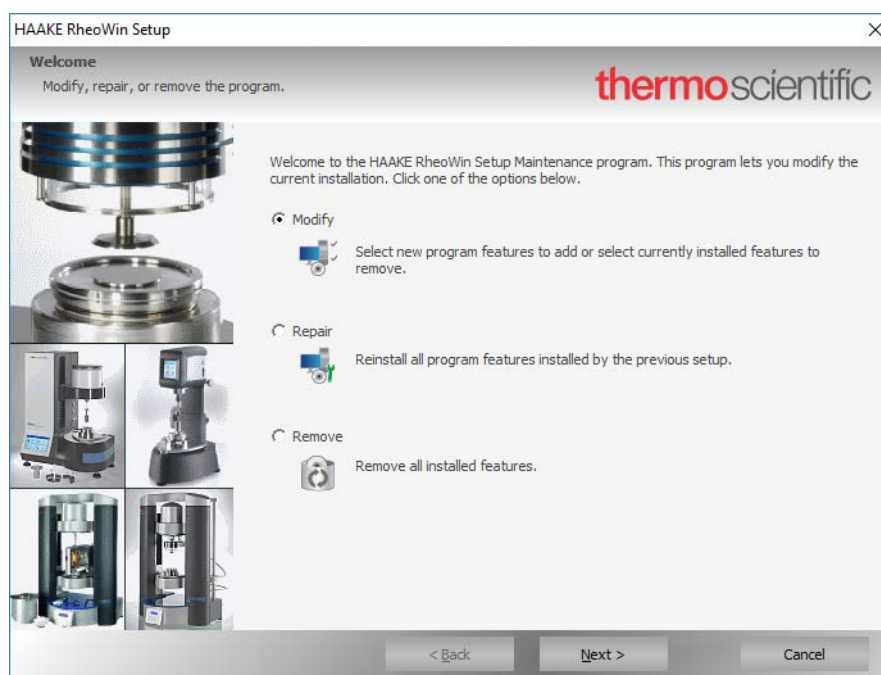 HAAKE RheoWin Setup
Welcome
Modify, repair, or remove the program.
thermoscientific
Welcome to the HAAKE RheoWin Setup Maintenance program. This program lets you modify the
current installation. Click one of the options below.
Modify
Select new program features to add or select currently installed features to
remove.
Repair
Reinstall all program features installed by the previous setup.
Remove
Remove all installed features.
< Back
Next >
Cancel